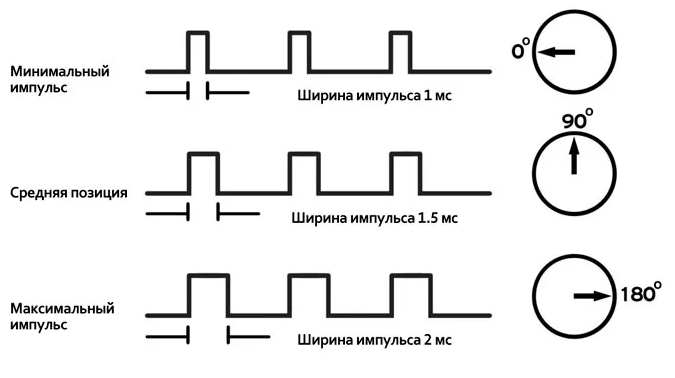 0°
Минимальный
импульс
Ширина импульса 1 мс
90°
Средняя позиция
Ширина импульса 1.5 мс
180°
Максимальный
импульс
Ширина импульса 2 мс